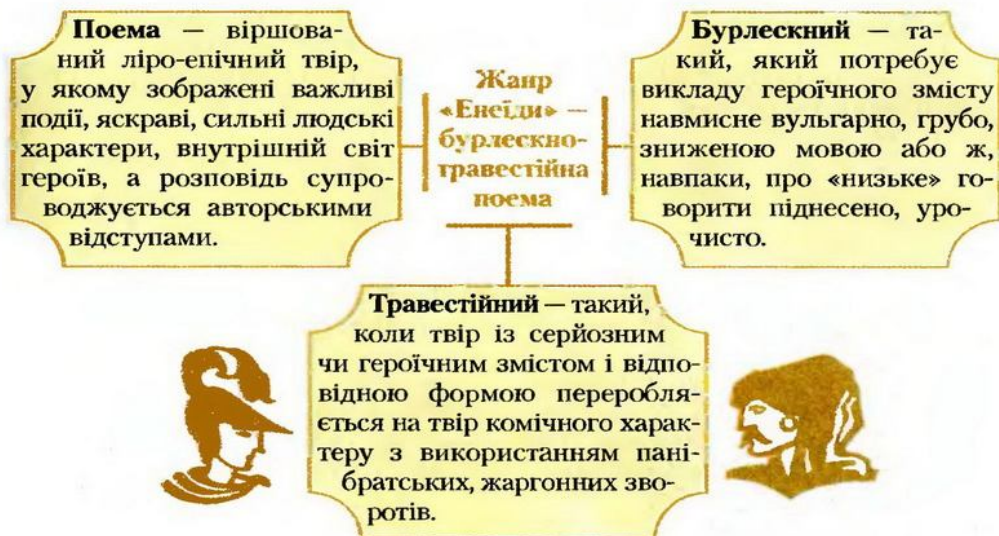 Поема — віршова-
ний ліро-епічний твір,
у якому зображені важливі
події, яскраві, сильні людські
характери, внутрішній світ
героїв, а розповідь супро-
воджується авторськими
відступами.
Жанр
«Енеїди» —
бурлескно-
травестійна
поема
Бурлескний — та-
кий, який потребує
викладу героїчного змісту
навмисне вульгарно, грубо,
зниженою мовою або ж,
навпаки, про «низьке» го-
ворити піднесено, уро-
чисто.
Травестійний — такий,
коли твір із серйозним
чи героїчним змістом і відпо-
відною формою переробля-
ється на твір комічного харак-
теру з використанням пані-
братських, жаргонних зво-
ротів.